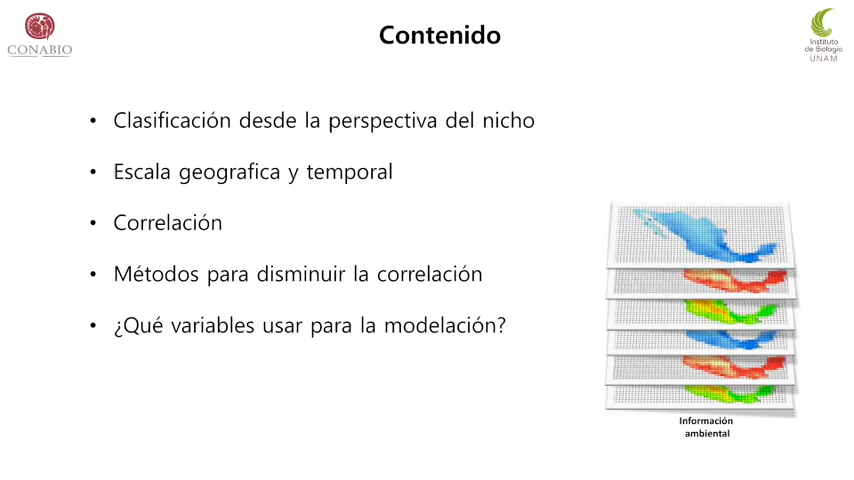 CONABIO
Contenido
Instituto
de Biología
UNAM
• Clasificación desde la perspectiva del nicho
• Escala geografica y temporal
• Correlación
• Métodos para disminuir la correlación
• ¿Qué variables usar para la modelación?
Información
ambiental